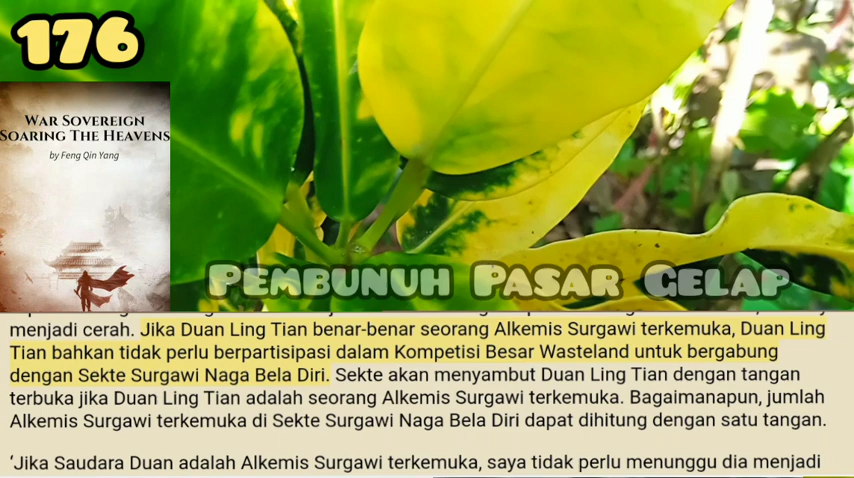 176
WAR SOVEREIGN
SOARING THE HEAVENS
by Feng Qin Yang
PEMBUNUH PASAR GELAP
menjadi cerah. Jika Duan Ling Tian benar-benar seorang Alkemis Surgawi terkemuka, Duan Ling
Tian bahkan tidak perlu berpartisipasi dalam Kompetisi Besar Wasteland untuk bergabung
dengan Sekte Surgawi Naga Bela Diri. Sekte akan menyambut Duan Ling Tian dengan tangan
terbuka jika Duan Ling Tian adalah seorang Alkemis Surgawi terkemuka. Bagaimanapun, jumlah
Alkemis Surgawi terkemuka di Sekte Surgawi Naga Bela Diri dapat dihitung dengan satu tangan.
‘Jika Saudara Duan adalah Alkemis Surgawi terkemuka, saya tidak perlu menunggu dia menjadi